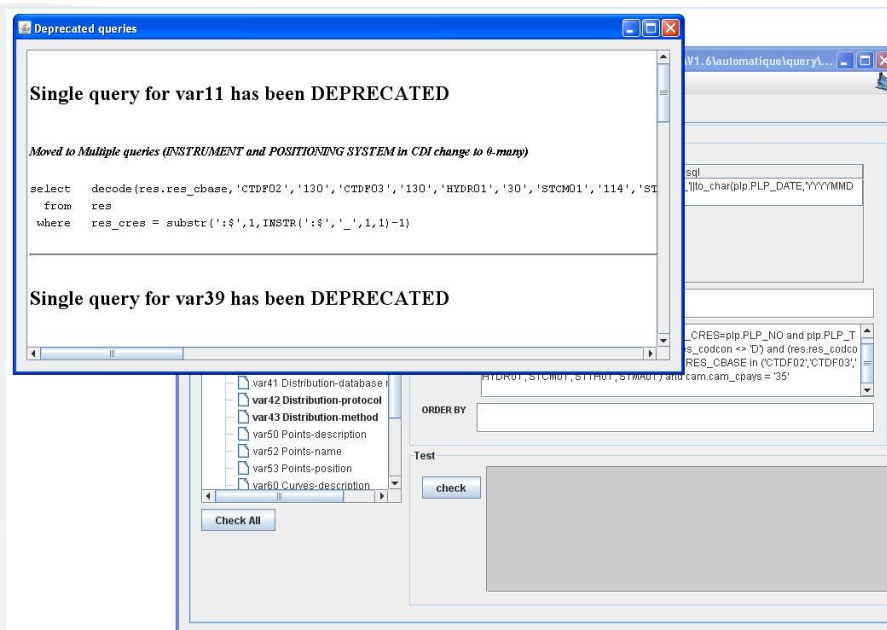 Deprecated queries
Single query for var11 has been DEPRECATED
Moved to Multiple queries (INSTRUMENT and POSITIONING SYSTEM in CDI change to 0-many)
select decode(res.res_cbase,'CTDF02','130','CTDF03','130','HYDR01','30','STCM01','114','ST
from res
where res_cres = substr(':$',1,INSTR(':$','_',1,1)-1)
Single query for var39 has been DEPRECATED
V1.6\automatique\query\...
sql
_'||to_char(plp.PLP_DATE,'YYYYMMD
_CRES=plp.PLP_NO and plp.PLP_T
es_codcon <> 'D') and (res.res_codco
RES_CBASE in ('CTDF02','CTDF03','
HYDR01','STCM01','STTH01','STMA01') and cam.cam_cpays = '35'
ORDER BY
var41 Distribution-database r
var42 Distribution-protocol
var43 Distribution-method
var50 Points-description
var52 Points-name
var53 Points-position
var60 Curves-description
Check All
Test
check